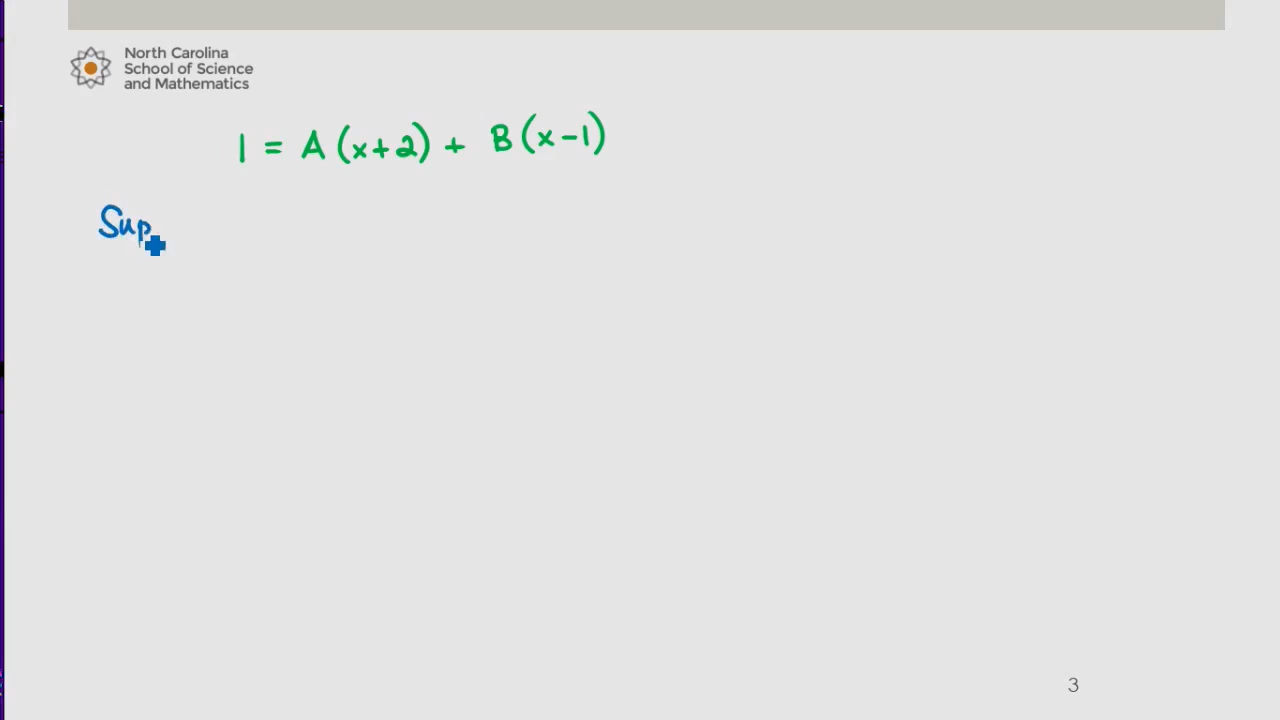 North Carolina
School of Science
and Mathematics
1 = A(x+2) + B(x-1)
Sup
3